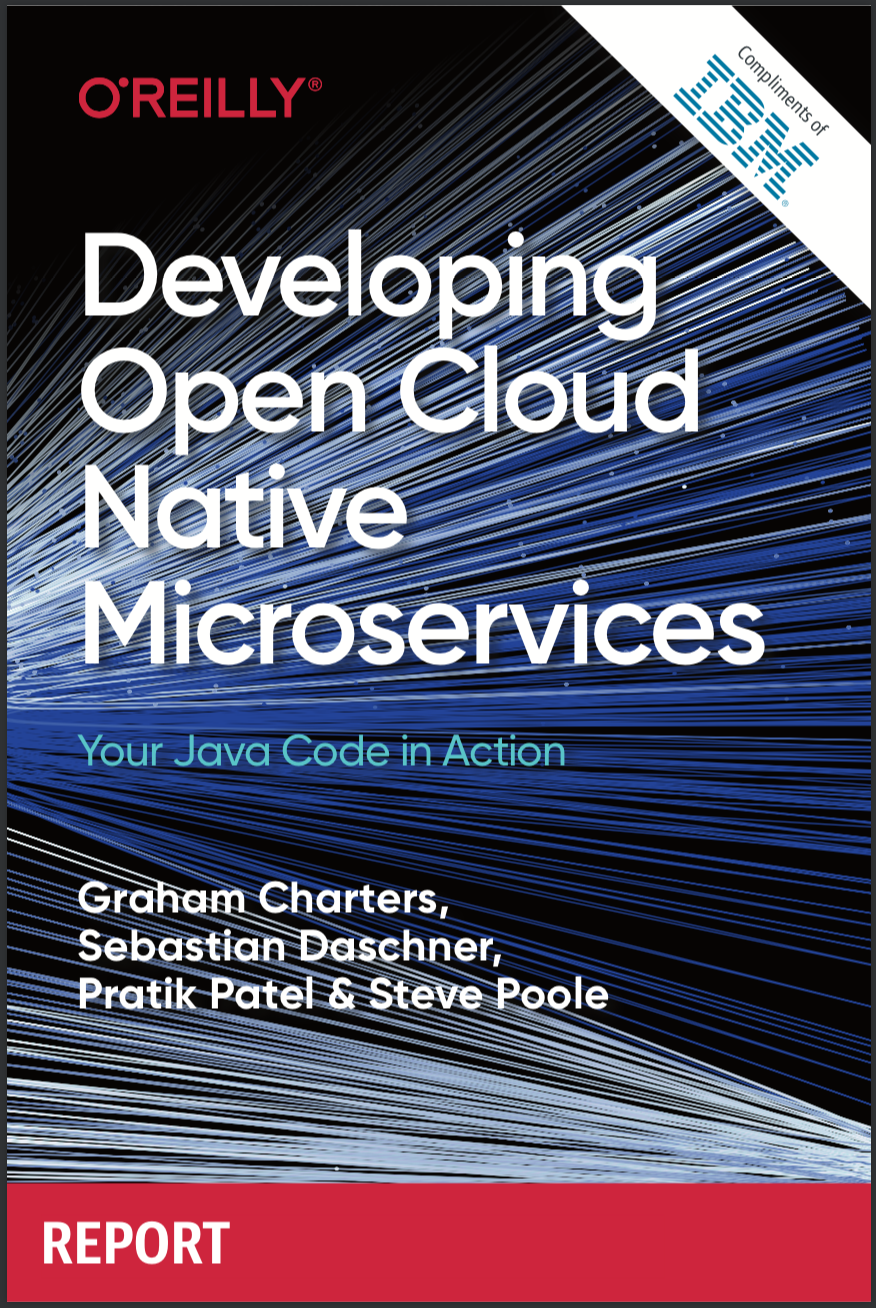 O'REILLY®
Compliments of
IBM®
Developing
Open Cloud
Native
Microservices
Your Java Code in Action
Graham Charters,
Sebastian Daschner,
Pratik Patel & Steve Poole
REPORT